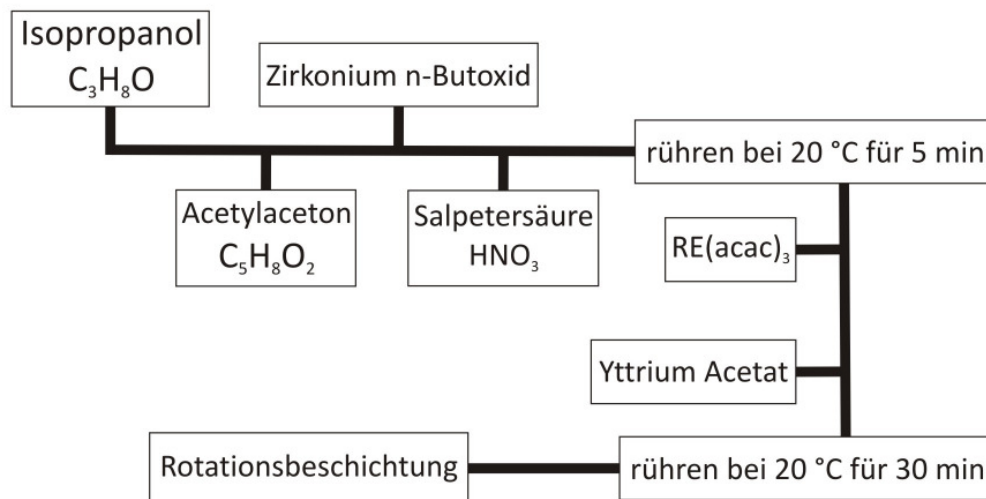 Isopropanol
C₃H₈O
Zirkonium n-Butoxid
Acetylaceton
C₅H₈O₂
Salpetersäure
HNO₃
rühren bei 20 °C für 5 min
RE(acac)₃
Yttrium Acetat
rühren bei 20 °C für 30 min
Rotationsbeschichtung